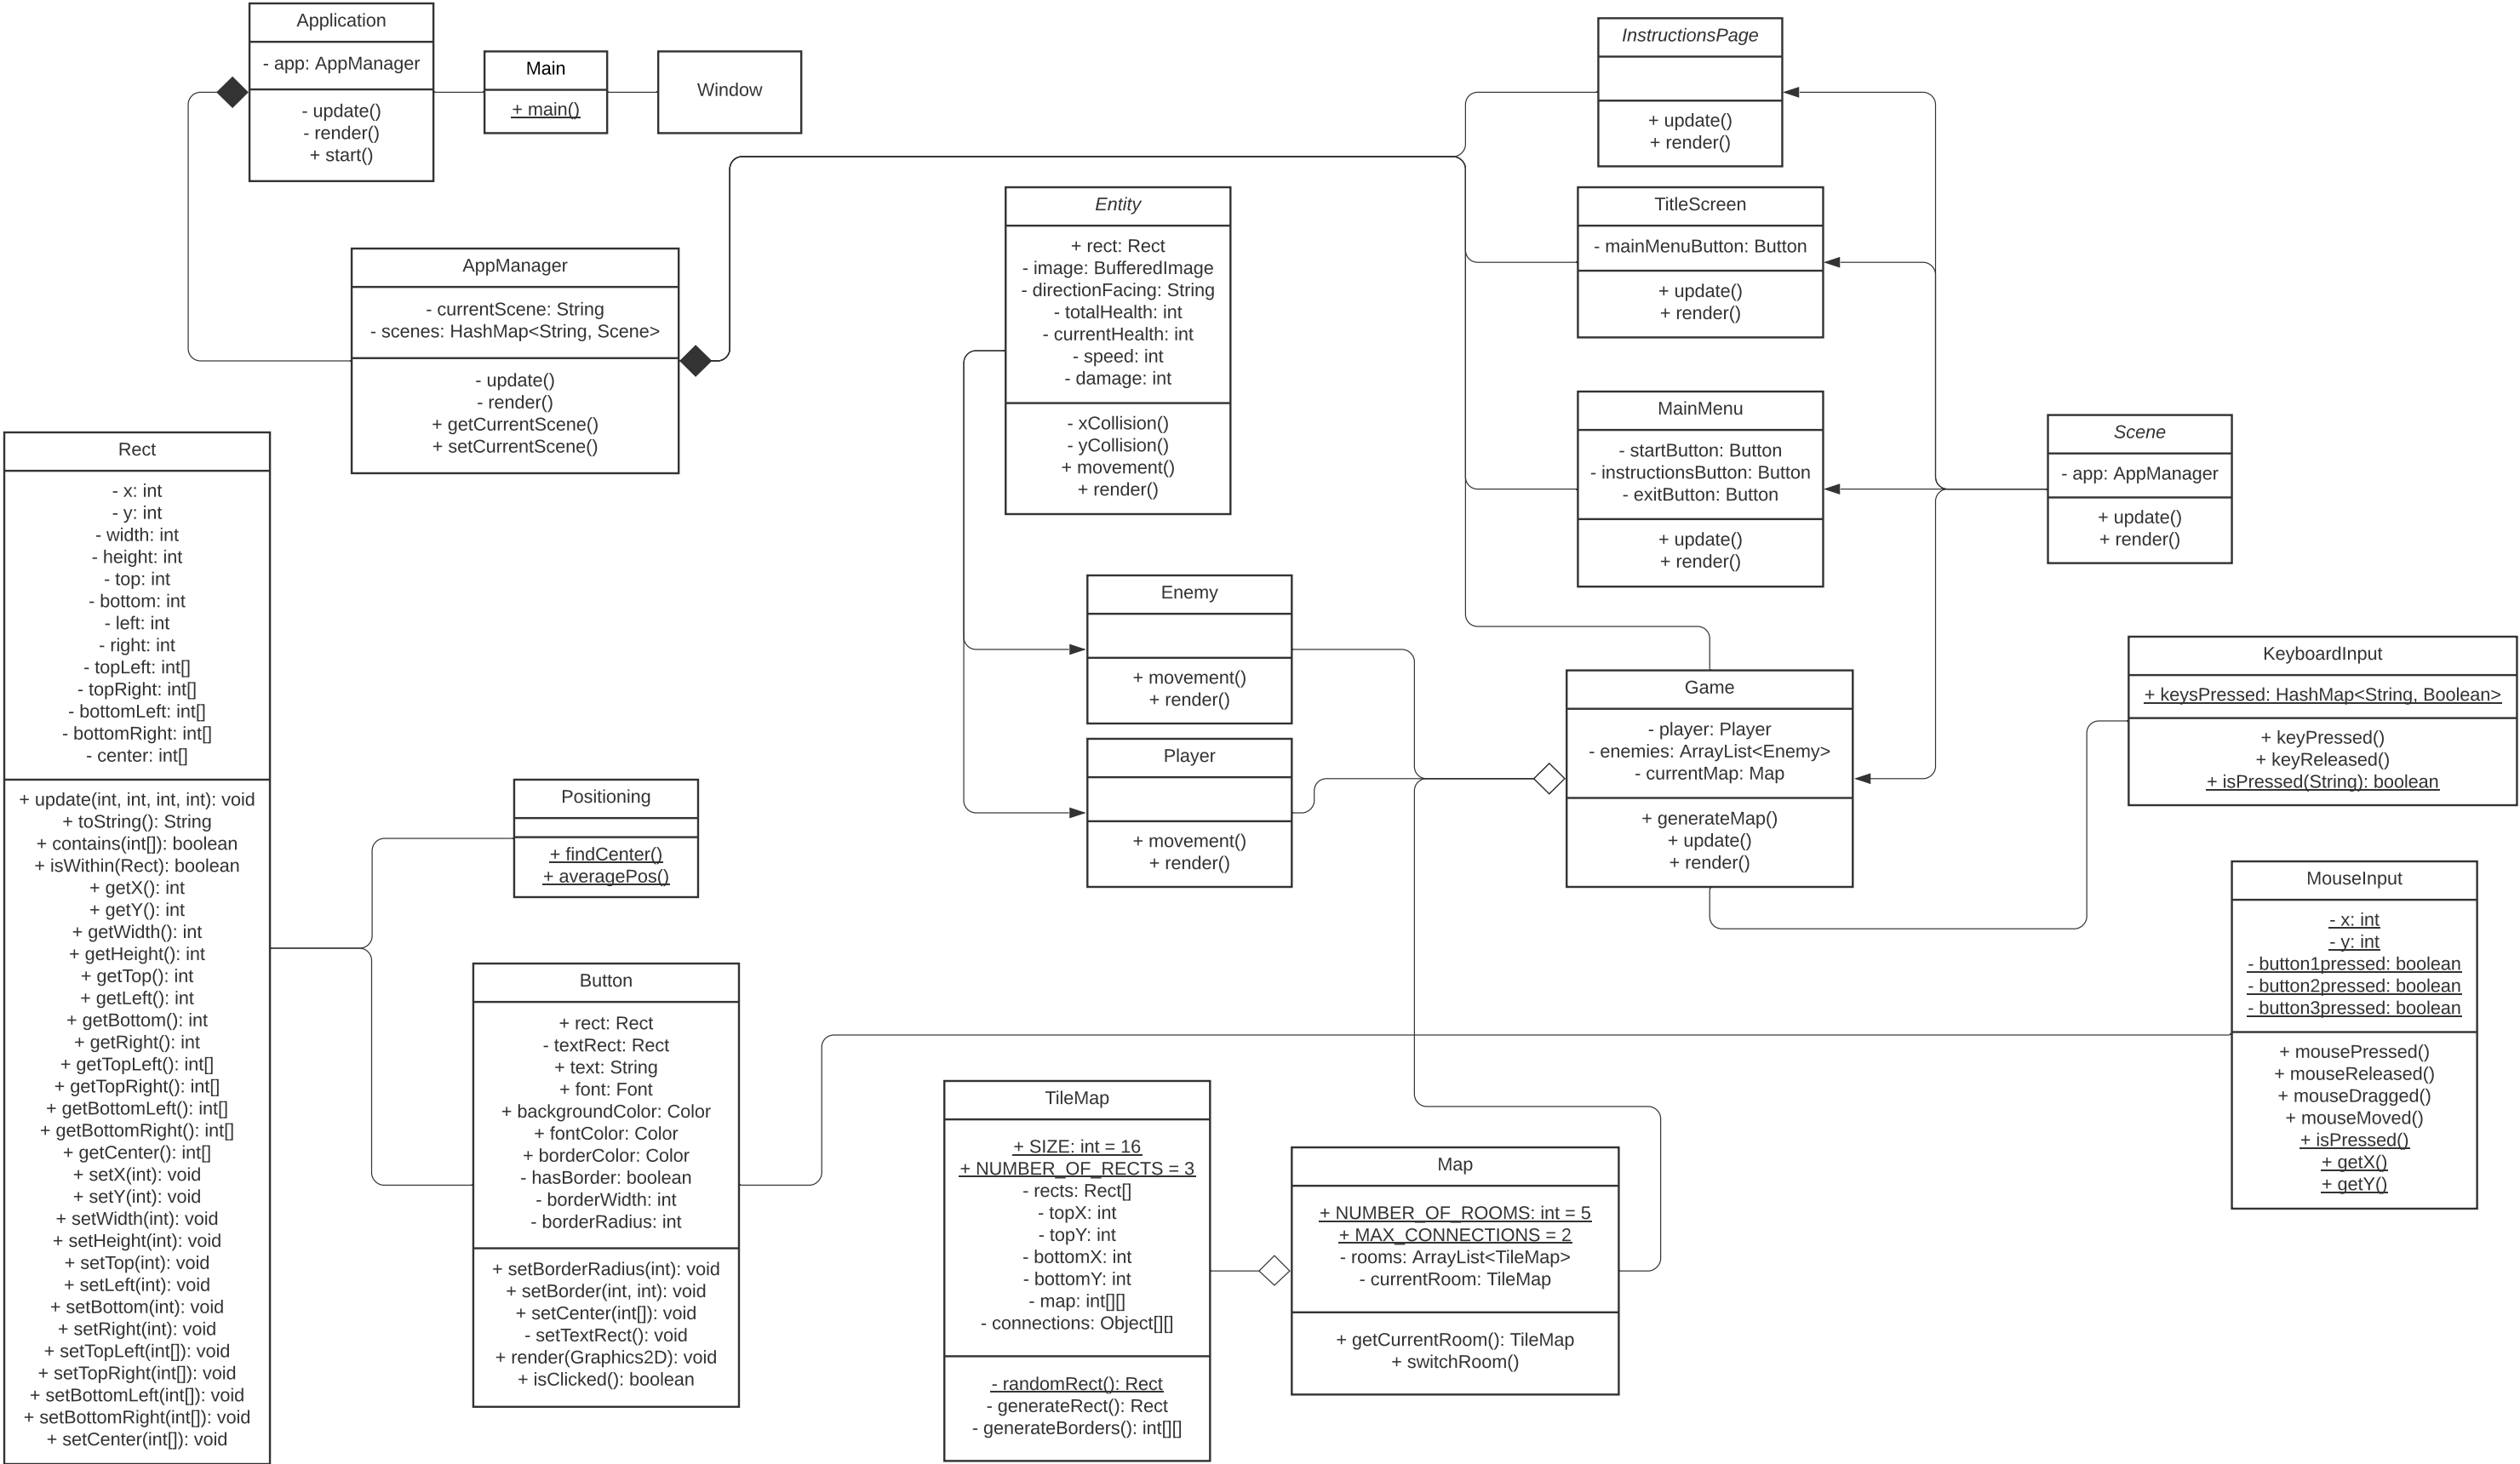 Application
- app: AppManager
- update()
- render()
+ start()
Main
+ main()
Window
InstructionsPage
+ update()
+ render()
Entity
+ rect: Rect
- image: BufferedImage
- directionFacing: String
- totalHealth: int
- currentHealth: int
- speed: int
- damage: int
- xCollision()
- yCollision()
+ movement()
+ render()
TitleScreen
- mainMenuButton: Button
+ update()
+ render()
AppManager
- currentScene: String
- scenes: HashMap<String, Scene>
- update()
- render()
+ getCurrentScene()
+ setCurrentScene()
MainMenu
- startButton: Button
- instructionsButton: Button
- exitButton: Button
+ update()
+ render()
Scene
- app: AppManager
+ update()
+ render()
Rect
- x: int
- y: int
- width: int
- height: int
- top: int
- bottom: int
- left: int
- right: int
- topLeft: int[]
- topRight: int[]
- bottomLeft: int[]
- bottomRight: int[]
- center: int[]
+ update(int, int, int, int): void
+ toString(): String
+ contains(int[]): boolean
+ isWithin(Rect): boolean
+ getX(): int
+ getY(): int
+ getWidth(): int
+ getHeight(): int
+ getTop(): int
+ getLeft(): int
+ getBottom(): int
+ getRight(): int
+ getTopLeft(): int[]
+ getTopRight(): int[]
+ getBottomLeft(): int[]
+ getBottomRight(): int[]
+ getCenter(): int[]
+ setX(int): void
+ setY(int): void
+ setWidth(int): void
+ setHeight(int): void
+ setTop(int): void
+ setLeft(int): void
+ setBottom(int): void
+ setRight(int): void
+ setTopLeft(int[]): void
+ setTopRight(int[]): void
+ setBottomLeft(int[]): void
+ setBottomRight(int[]): void
+ setCenter(int[]): void
Enemy
+ movement()
+ render()
Player
+ movement()
+ render()
Game
- player: Player
- enemies: ArrayList<Enemy>
- currentMap: Map
+ generateMap()
+ update()
+ render()
KeyboardInput
+ keysPressed: HashMap<String, Boolean>
+ keyPressed()
+ keyReleased()
+ isPressed(String): boolean
Positioning
+ findCenter()
+ averagePos()
MouseInput
- x: int
- y: int
- button1pressed: boolean
- button2pressed: boolean
- button3pressed: boolean
+ mousePressed()
+ mouseReleased()
+ mouseDragged()
+ mouseMoved()
+ isPressed()
+ getX()
+ getY()
Button
+ rect: Rect
- textRect: Rect
+ text: String
+ font: Font
+ backgroundColor: Color
+ fontColor: Color
+ borderColor: Color
- hasBorder: boolean
- borderWidth: int
- borderRadius: int
+ setBorderRadius(int): void
+ setBorder(int, int): void
+ setCenter(int[]): void
- setTextRect(): void
+ render(Graphics2D): void
+ isClicked(): boolean
TileMap
+ SIZE: int = 16
+ NUMBER_OF_RECTS = 3
- rects: Rect[]
- topX: int
- topY: int
- bottomX: int
- bottomY: int
- map: int[][]
- connections: Object[][]
- randomRect(): Rect
- generateRect(): Rect
- generateBorders(): int[][]
Map
+ NUMBER_OF_ROOMS: int = 5
+ MAX_CONNECTIONS = 2
- rooms: ArrayList<TileMap>
- currentRoom: TileMap
+ getCurrentRoom(): TileMap
+ switchRoom()